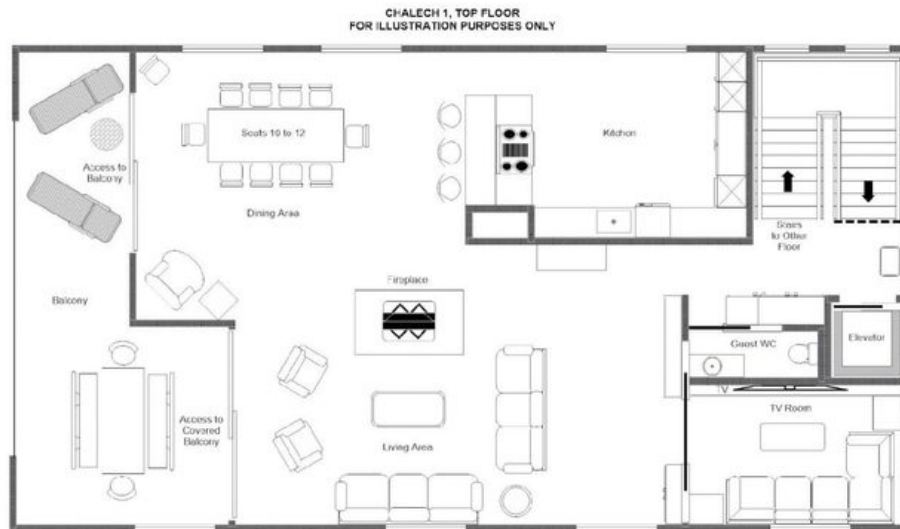 CHALECH 1, TOP FLOOR
FOR ILLUSTRATION PURPOSES ONLY
Seats 10 to 12
Kitchen
Access to
Balcony
Dining Area
Stairs
to Other
Floor
Balcony
Fireplace
Guest WC
Elevator
TV
TV Room
Access to
Covered
Balcony
Living Area